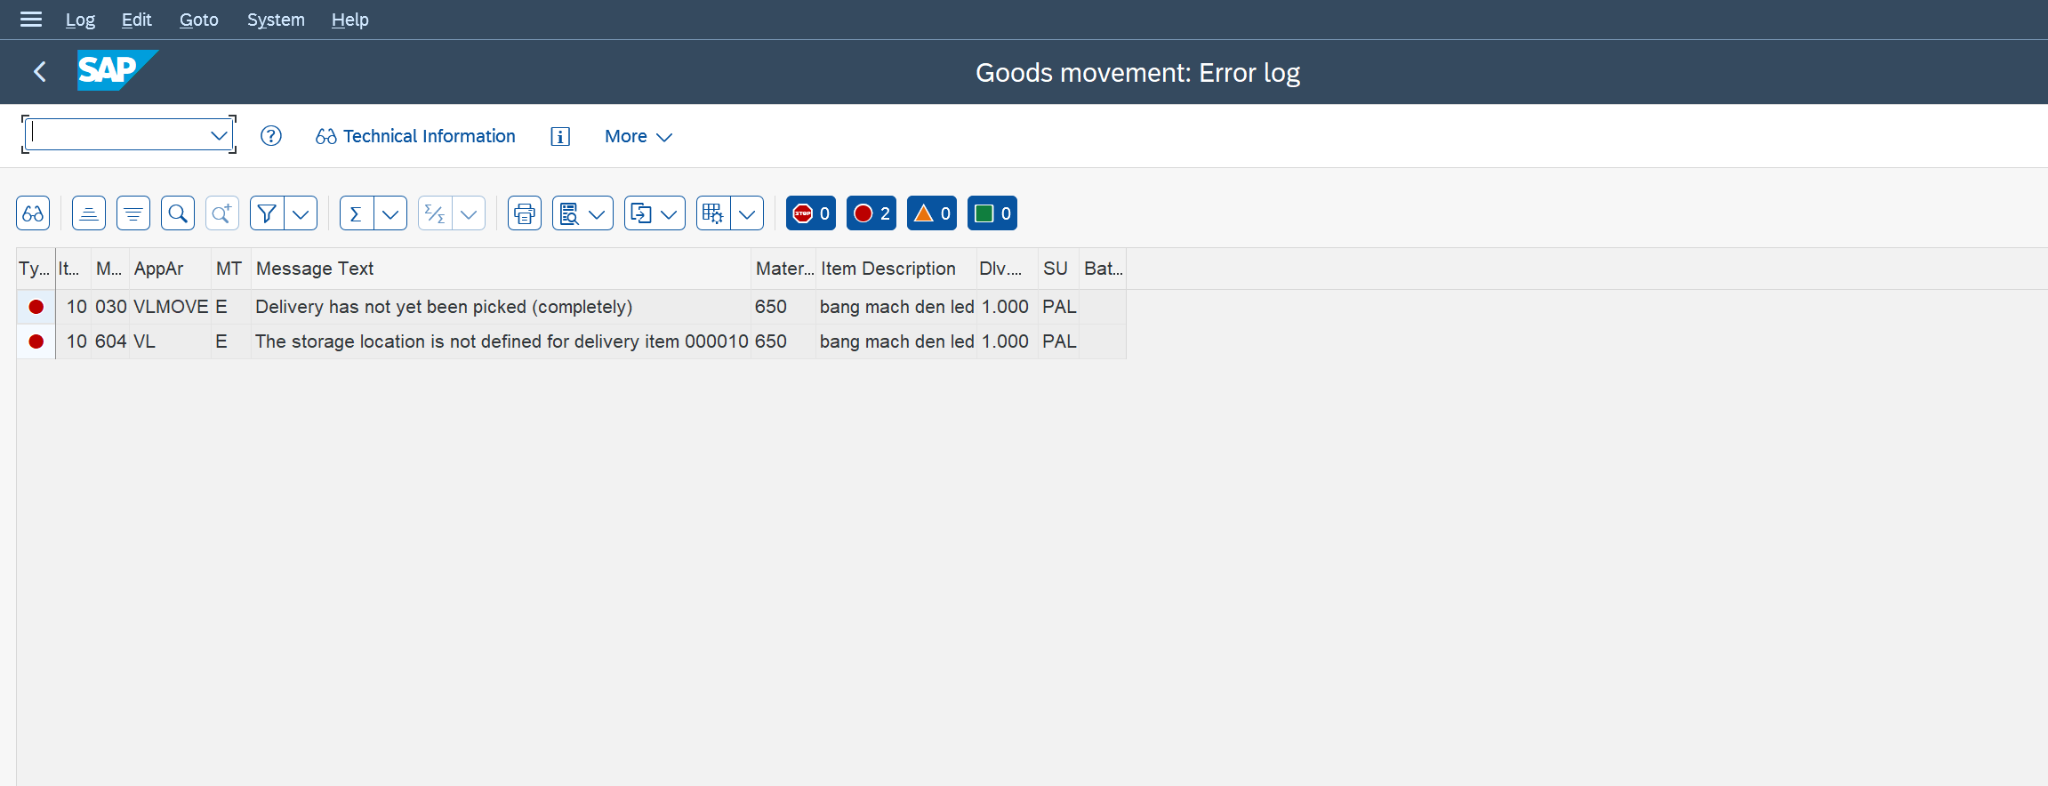 Log Edit Goto System Help
SAP
Goods movement: Error log
Technical Information More
STOP 0 2 0 0
Ty... It... M... AppAr MT Message Text Mater... Item Description Dlv.... SU Bat...
10 030 VLMOVE E Delivery has not yet been picked (completely) 650 bang mach den led 1.000 PAL
10 604 VL E The storage location is not defined for delivery item 000010 650 bang mach den led 1.000 PAL